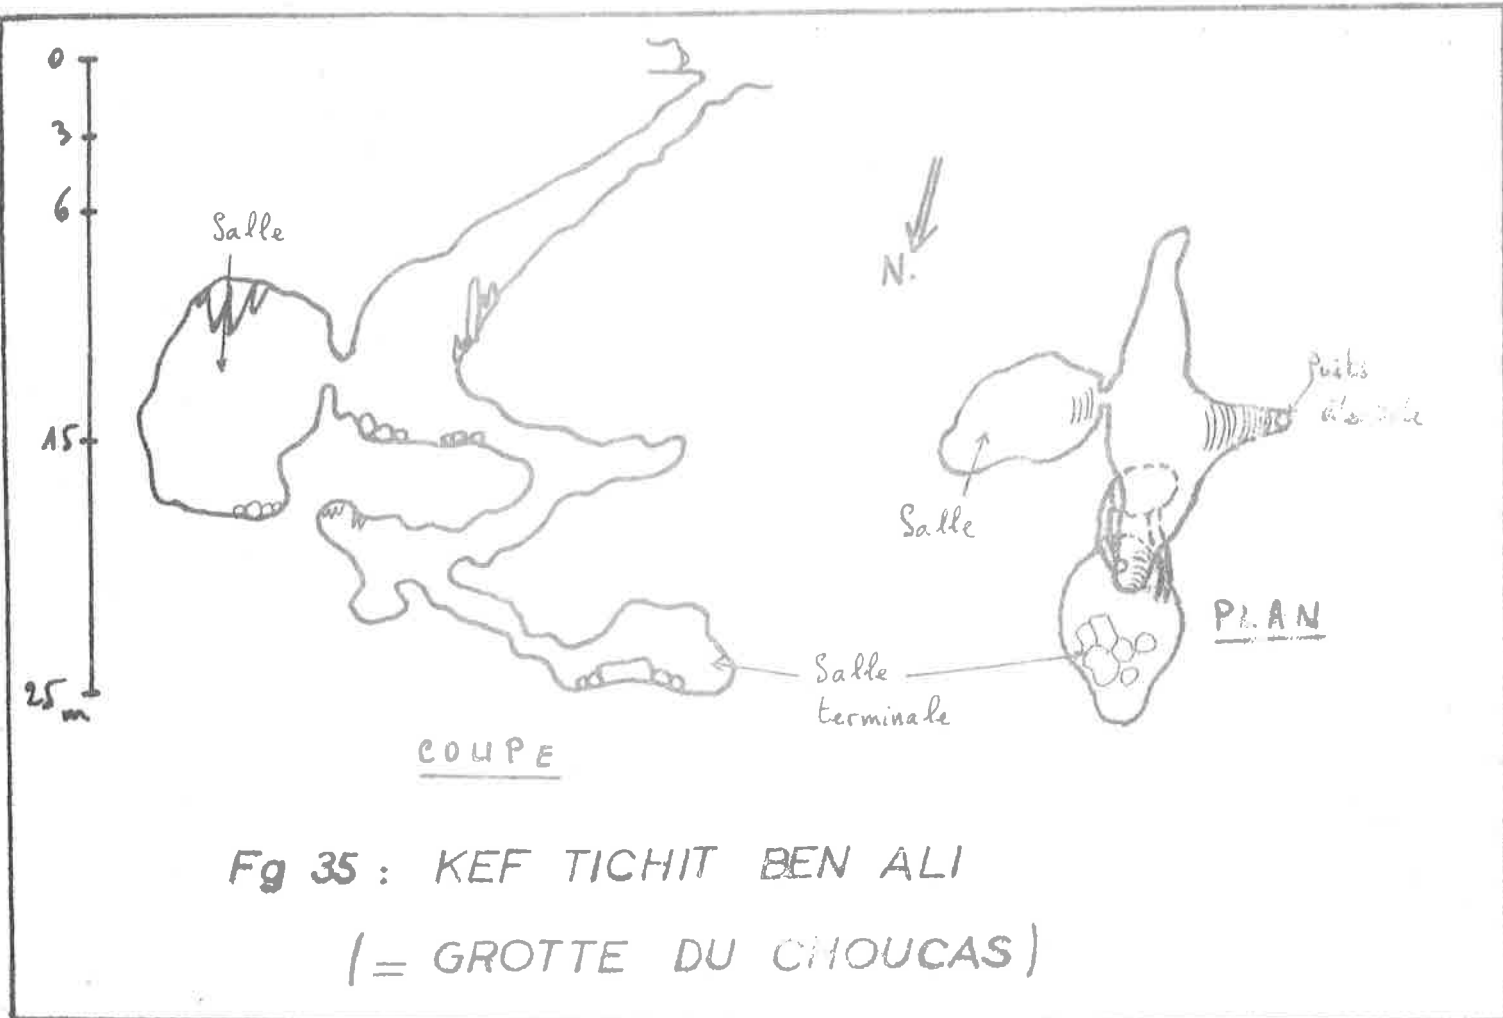 0
3
6
15
25
m
Salle
N.
Puits
Salle
PLAN
Salle
terminale
COUPE
Fg 35 : KEF TICHIT BEN ALI
(= GROTTE DU CHOUCAS)